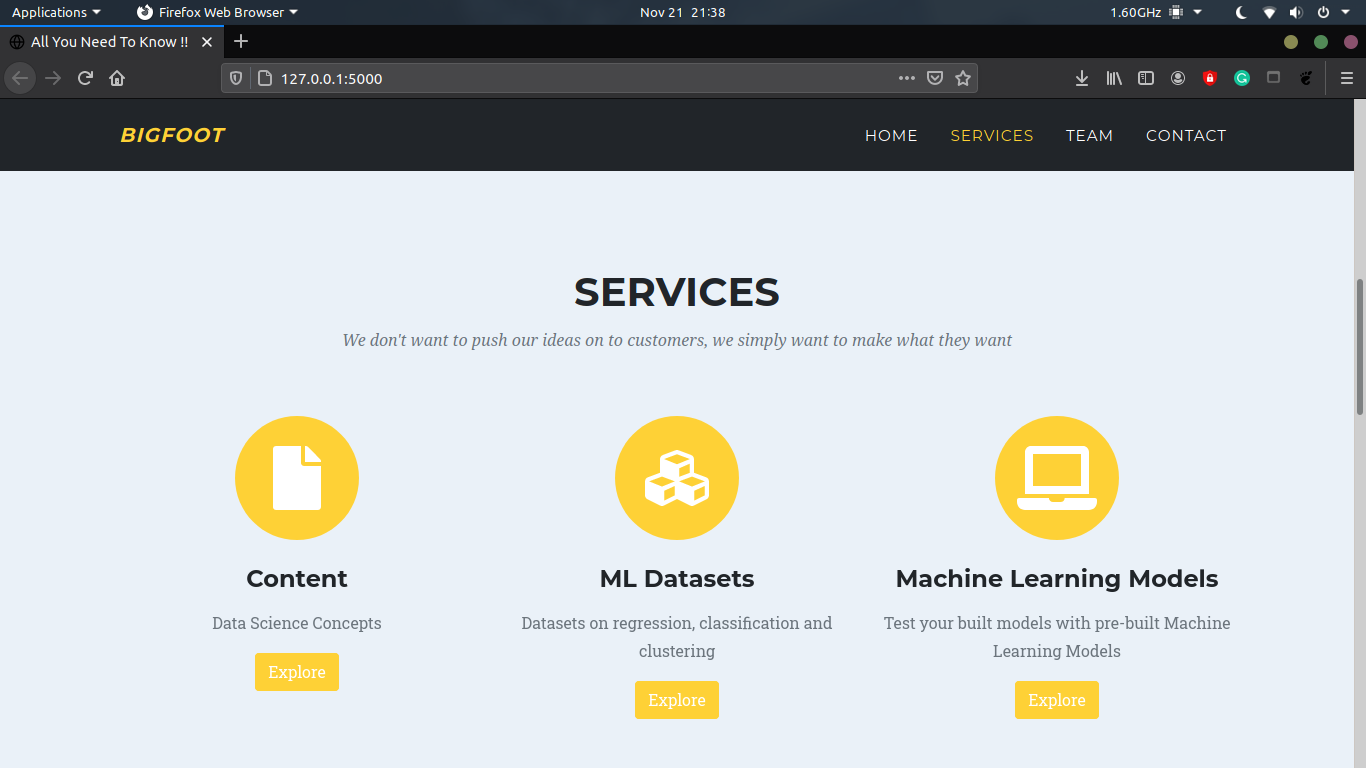 Applications Firefox Web Browser Nov 21 21:38 1.60GHz
All You Need To Know !!
127.0.0.1:5000
BIGFOOT HOME SERVICES TEAM CONTACT
SERVICES
We don't want to push our ideas on to customers, we simply want to make what they want
Content
Data Science Concepts
Explore
ML Datasets
Datasets on regression, classification and
clustering
Explore
Machine Learning Models
Test your built models with pre-built Machine
Learning Models
Explore